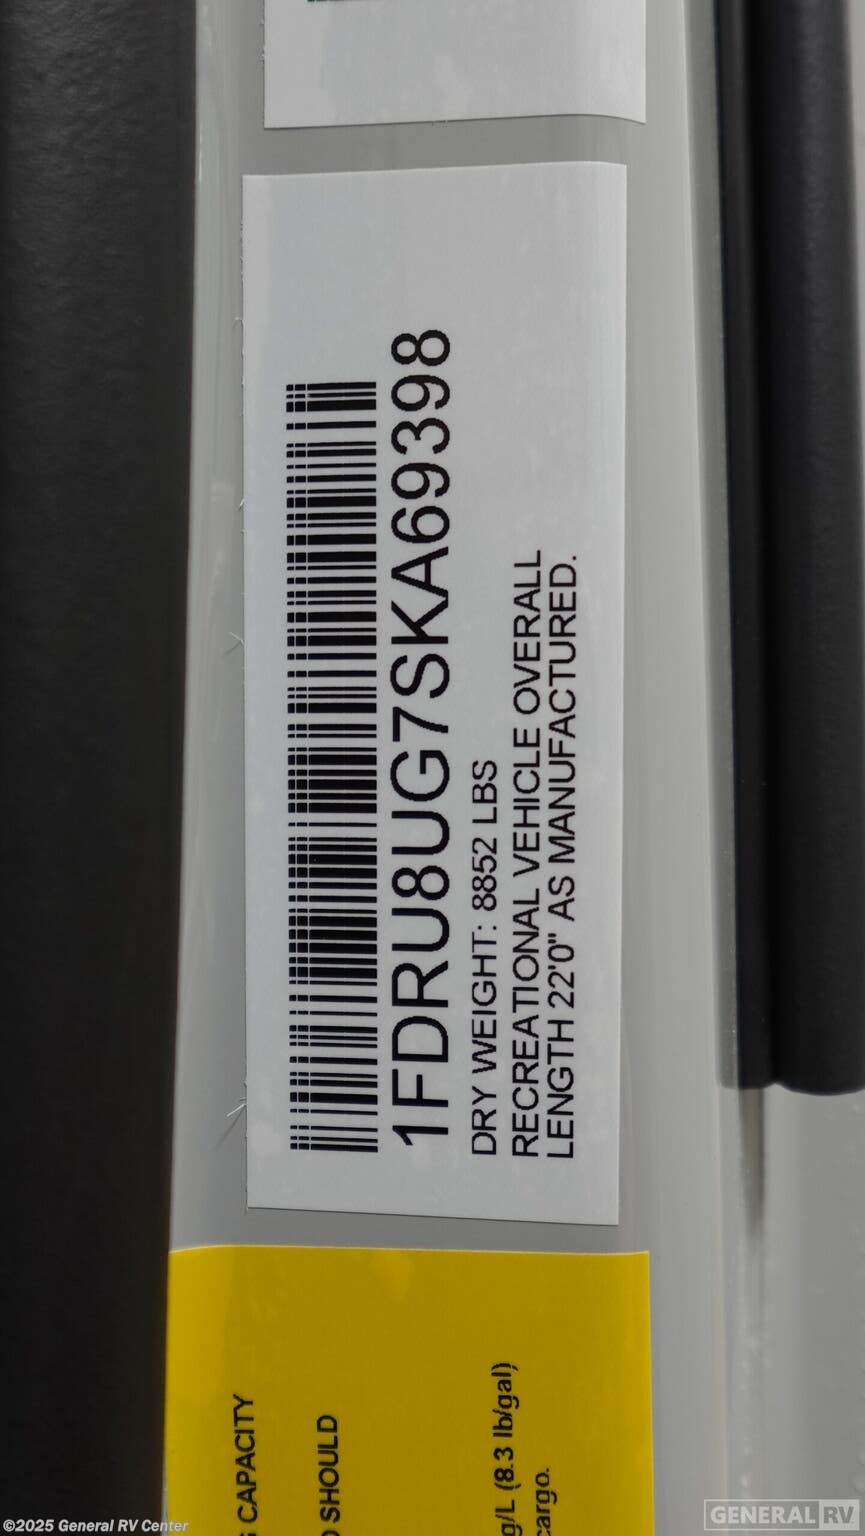 1FDRU8UG7SKA69398
DRY WEIGHT: 8852 LBS
RECREATIONAL VEHICLE OVERALL
LENGTH 22'0" AS MANUFACTURED.
CAPACITY
SHOULD
g/L (8.3 lb/gal)
cargo.
©2025 General RV Center
GENERAL RV